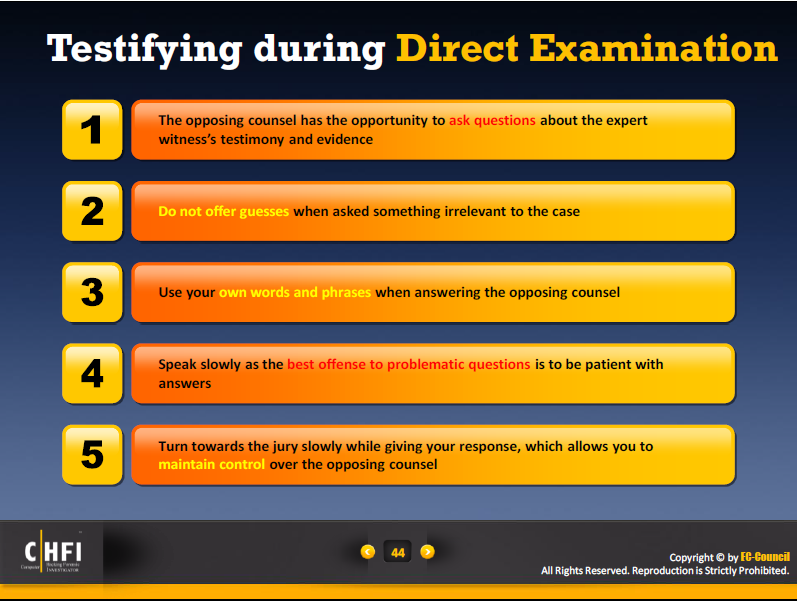 Testifying during Direct Examination
1
The opposing counsel has the opportunity to ask questions about the expert
witness's testimony and evidence
2
Do not offer guesses when asked something irrelevant to the case
3
Use your own words and phrases when answering the opposing counsel
4
Speak slowly as the best offense to problematic questions is to be patient with
answers
5
Turn towards the jury slowly while giving your response, which allows you to
maintain control over the opposing counsel
CHFI
Computer Hacking Forensic
INVESTIGATOR
44
Copyright © by EC-Council
All Rights Reserved. Reproduction is Strictly Prohibited.